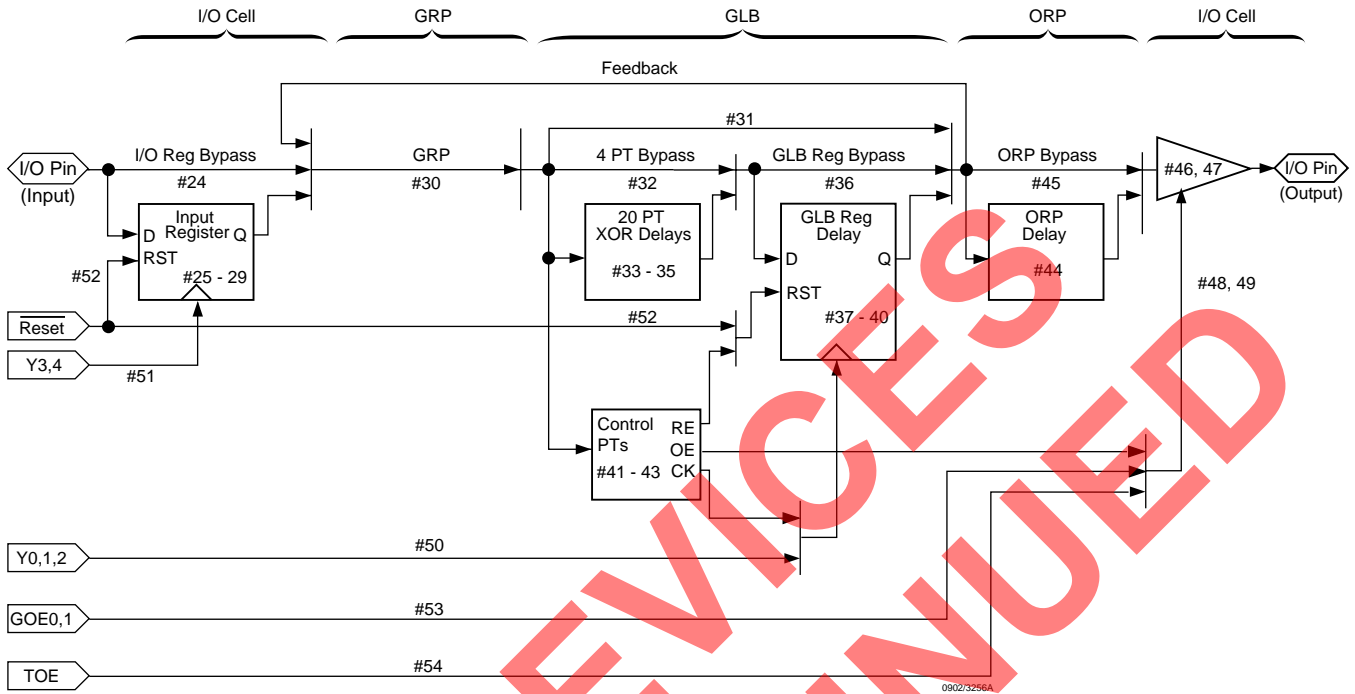 I/O Cell
GRP
GLB
ORP
I/O Cell
Feedback
#31
I/O Pin
(Input)
I/O Reg Bypass
#24
GRP
#30
4 PT Bypass
#32
GLB Reg Bypass
#36
ORP Bypass
#45
#46, 47
I/O Pin
(Output)
Input
Register
D
Q
RST
#25 - 29
#52
20 PT
XOR Delays
#33 - 35
GLB Reg
Delay
D
Q
RST
#37 - 40
ORP
Delay
#44
#48, 49
Reset
#52
Y3,4
#51
Control
PTs
#41 - 43
RE
OE
CK
Y0,1,2
#50
GOE0,1
#53
TOE
#54
0902/3256A
EVICES
NUED